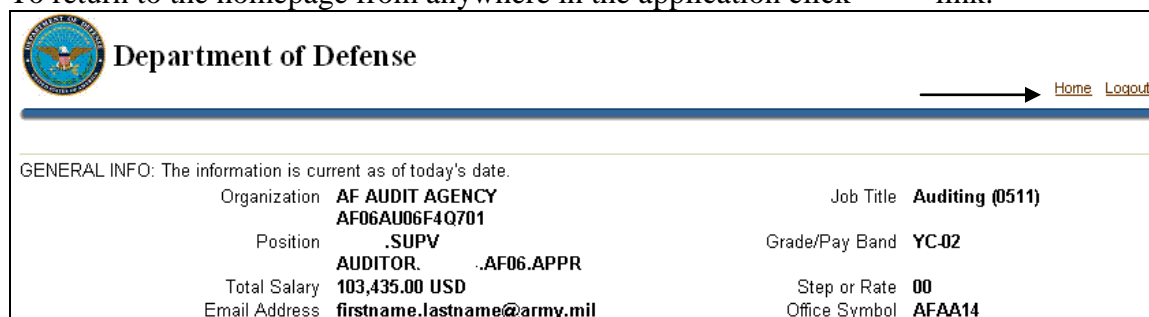 To return to the homepage from anywhere in the application click link.
Department of Defense
Home Logout
GENERAL INFO: The information is current as of today's date.
Organization AF AUDIT AGENCY Job Title Auditing (0511)
AF06AU06F4Q701
Position .SUPV Grade/Pay Band YC-02
AUDITOR. .AF06.APPR
Total Salary 103,435.00 USD Step or Rate 00
Email Address firstname.lastname@army.mil Office Symbol AFAA14